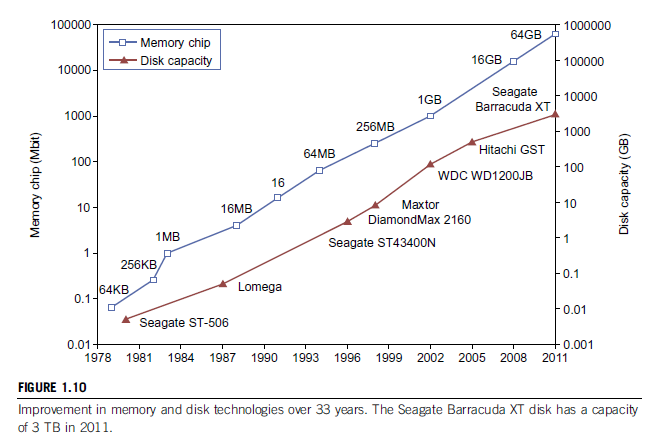 100000
10000
1000
100
10
1
0.1
0.01
Memory chip (Mbit)
Memory chip
Disk capacity
64KB
256KB
1MB
16MB
16
64MB
256MB
1GB
16GB
64GB
Seagate ST-506
Lomega
Seagate ST43400N
Maxtor
DiamondMax 2160
WDC WD1200JB
Hitachi GST
Seagate
Barracuda XT
1000000
100000
10000
1000
100
10
1
0.1
0.01
0.001
Disk capacity (GB)
1978 1981 1984 1987 1990 1993 1996 1999 2002 2005 2008 2011
FIGURE 1.10
Improvement in memory and disk technologies over 33 years. The Seagate Barracuda XT disk has a capacity
of 3 TB in 2011.